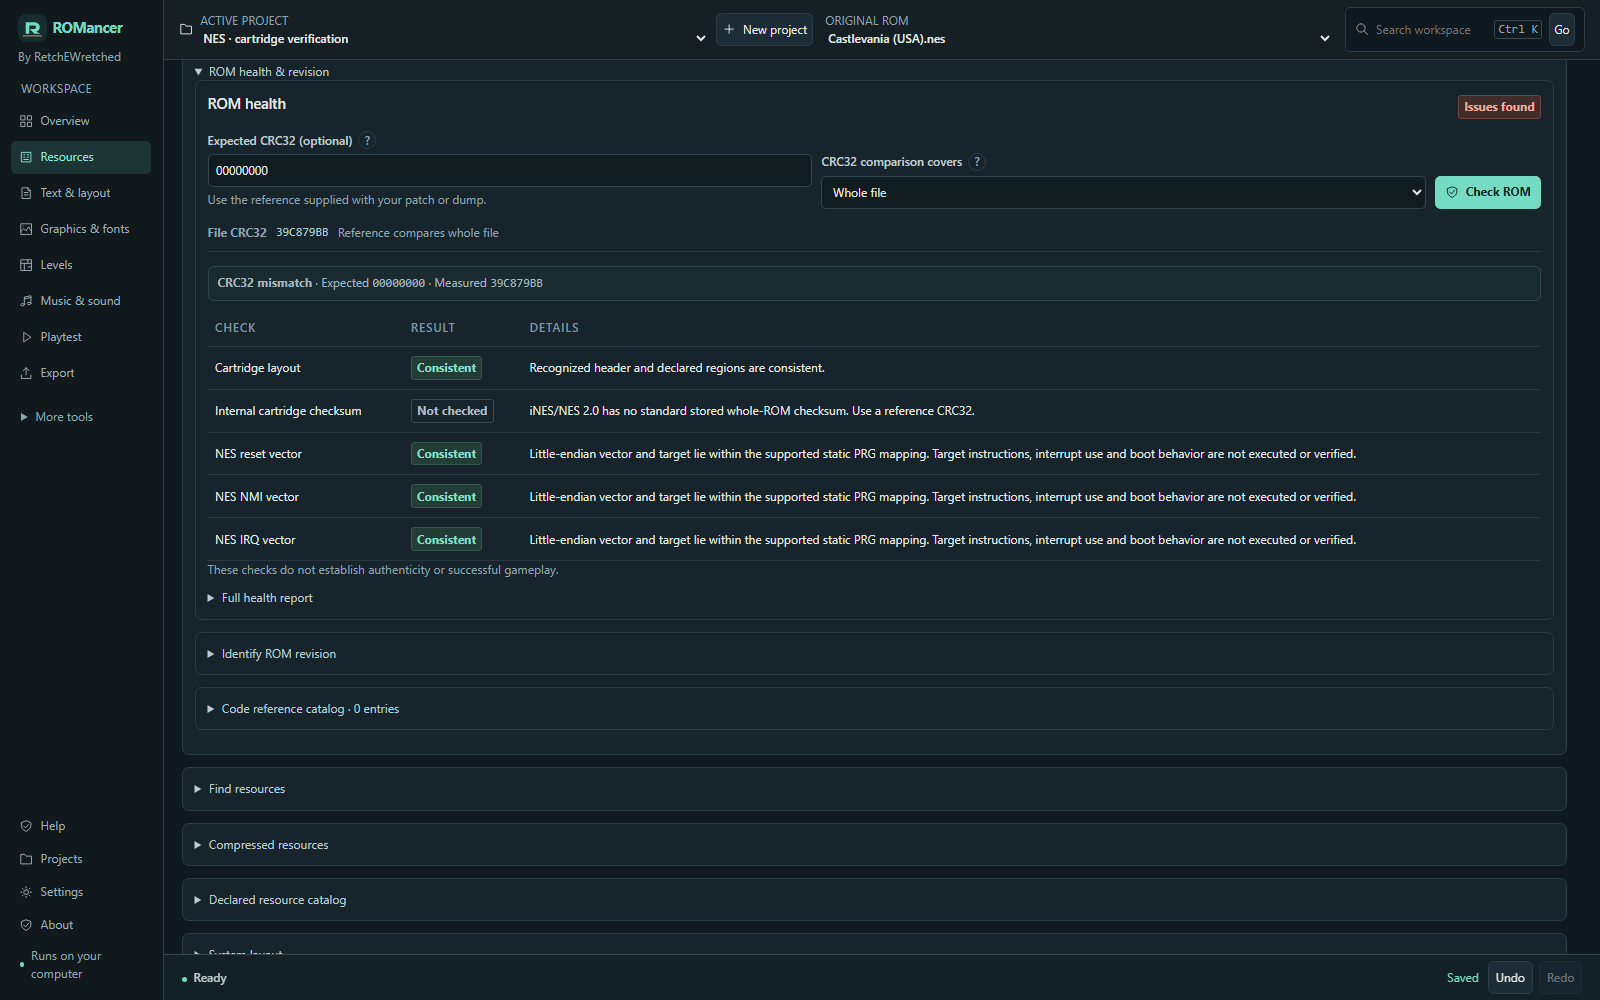 ROMancer
By RetchEWretched
WORKSPACE
Overview
Resources
Text & layout
Graphics & fonts
Levels
Music & sound
Playtest
Export
More tools
Help
Projects
Settings
About
Runs on your
computer
ACTIVE PROJECT
NES · cartridge verification
New project
ORIGINAL ROM
Castlevania (USA).nes
Search workspace
Ctrl K
Go
ROM health & revision
ROM health
Issues found
Expected CRC32 (optional) ?
00000000
Use the reference supplied with your patch or dump.
CRC32 comparison covers ?
Whole file
Check ROM
File CRC32 39C879BB Reference compares whole file
CRC32 mismatch · Expected 00000000 · Measured 39C879BB
CHECK RESULT DETAILS
Cartridge layout Consistent Recognized header and declared regions are consistent.
Internal cartridge checksum Not checked iNES/NES 2.0 has no standard stored whole-ROM checksum. Use a reference CRC32.
NES reset vector Consistent Little-endian vector and target lie within the supported static PRG mapping. Target instructions, interrupt use and boot behavior are not executed or verified.
NES NMI vector Consistent Little-endian vector and target lie within the supported static PRG mapping. Target instructions, interrupt use and boot behavior are not executed or verified.
NES IRQ vector Consistent Little-endian vector and target lie within the supported static PRG mapping. Target instructions, interrupt use and boot behavior are not executed or verified.
These checks do not establish authenticity or successful gameplay.
Full health report
Identify ROM revision
Code reference catalog · 0 entries
Find resources
Compressed resources
Declared resource catalog
System layout
Ready
Saved
Undo
Redo